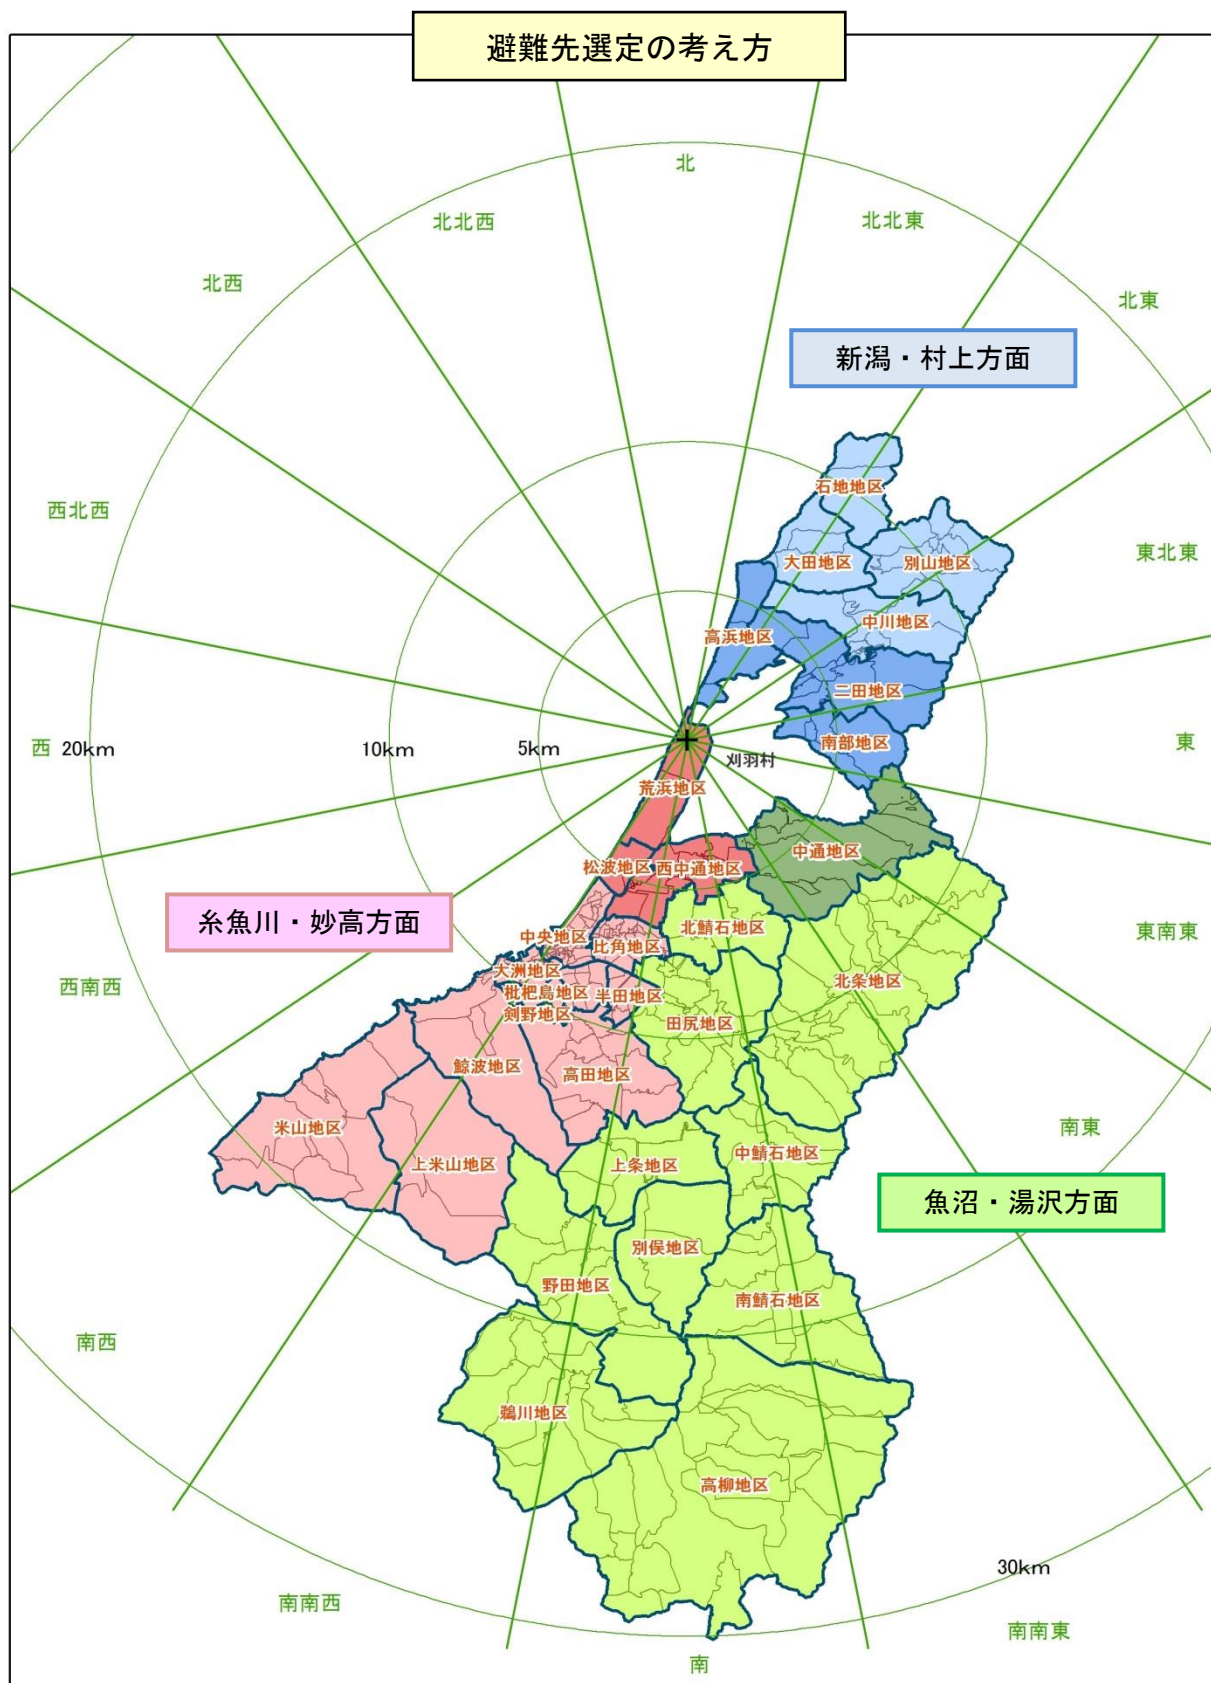 避難先選定の考え方
北
北北西
北北東
北西
北東
新潟・村上方面
石地地区
西北西
東北東
大田地区
別山地区
中川地区
高浜地区
二田地区
南部地区
西
20km
10km
5km
刈羽村
東
荒浜地区
中通地区
松波地区
西中通地区
糸魚川・妙高方面
北鯖石地区
中央地区
比角地区
東南東
大洲地区
西南西
枇杷島地区
半田地区
北条地区
剣野地区
田尻地区
鯨波地区
高田地区
米山地区
南東
上米山地区
上条地区
中鯖石地区
魚沼・湯沢方面
別俣地区
野田地区
南鯖石地区
南西
鵜川地区
高柳地区
30km
南南西
南南東
南